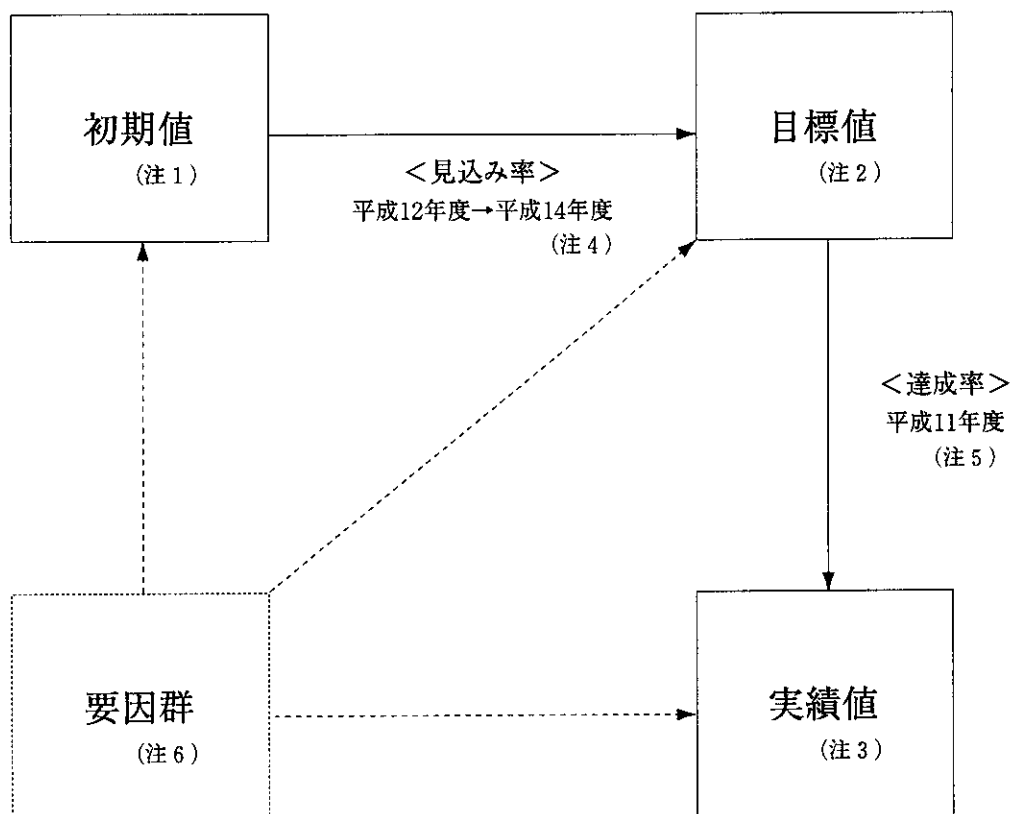 初期値
(注1)
目標値
(注2)
<見込み率>
平成12年度→平成14年度
(注4)
<達成率>
平成11年度
(注5)
要因群
(注6)
実績値
(注3)